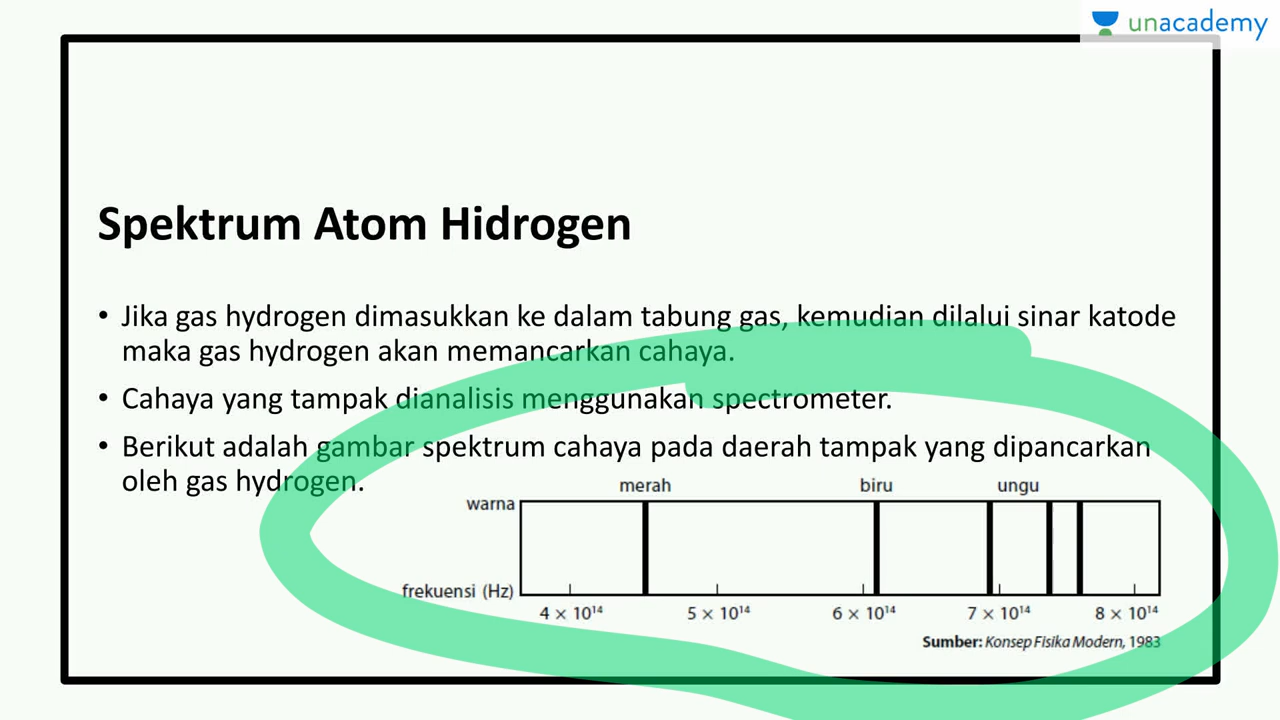 unacademy
Spektrum Atom Hidrogen
• Jika gas hydrogen dimasukkan ke dalam tabung gas, kemudian dilalui sinar katode
maka gas hydrogen akan memancarkan cahaya.
• Cahaya yang tampak dianalisis menggunakan spectrometer.
• Berikut adalah gambar spektrum cahaya pada daerah tampak yang dipancarkan
oleh gas hydrogen.
merah biru ungu
warna
frekuensi (Hz)
4 × 10¹⁴ 5 × 10¹⁴ 6 × 10¹⁴ 7 × 10¹⁴ 8 × 10¹⁴
Sumber: Konsep Fisika Modern, 1983